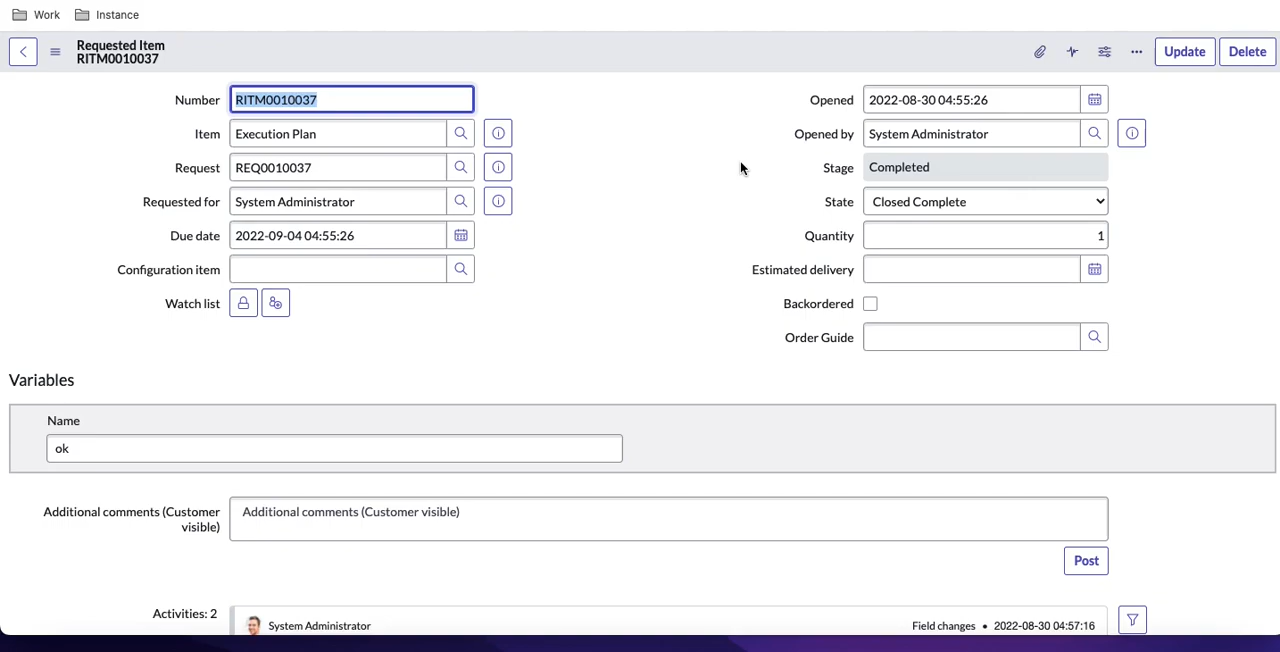 Work Instance
Requested Item
RITM0010037
Update Delete
Number RITM0010037
Opened 2022-08-30 04:55:26
Item Execution Plan
Opened by System Administrator
Request REQ0010037
Stage Completed
Requested for System Administrator
State Closed Complete
Due date 2022-09-04 04:55:26
Quantity 1
Configuration item
Estimated delivery
Watch list
Backordered
Order Guide
Variables
Name
ok
Additional comments (Customer
visible)
Additional comments (Customer visible)
Post
Activities: 2
System Administrator
Field changes • 2022-08-30 04:57:16